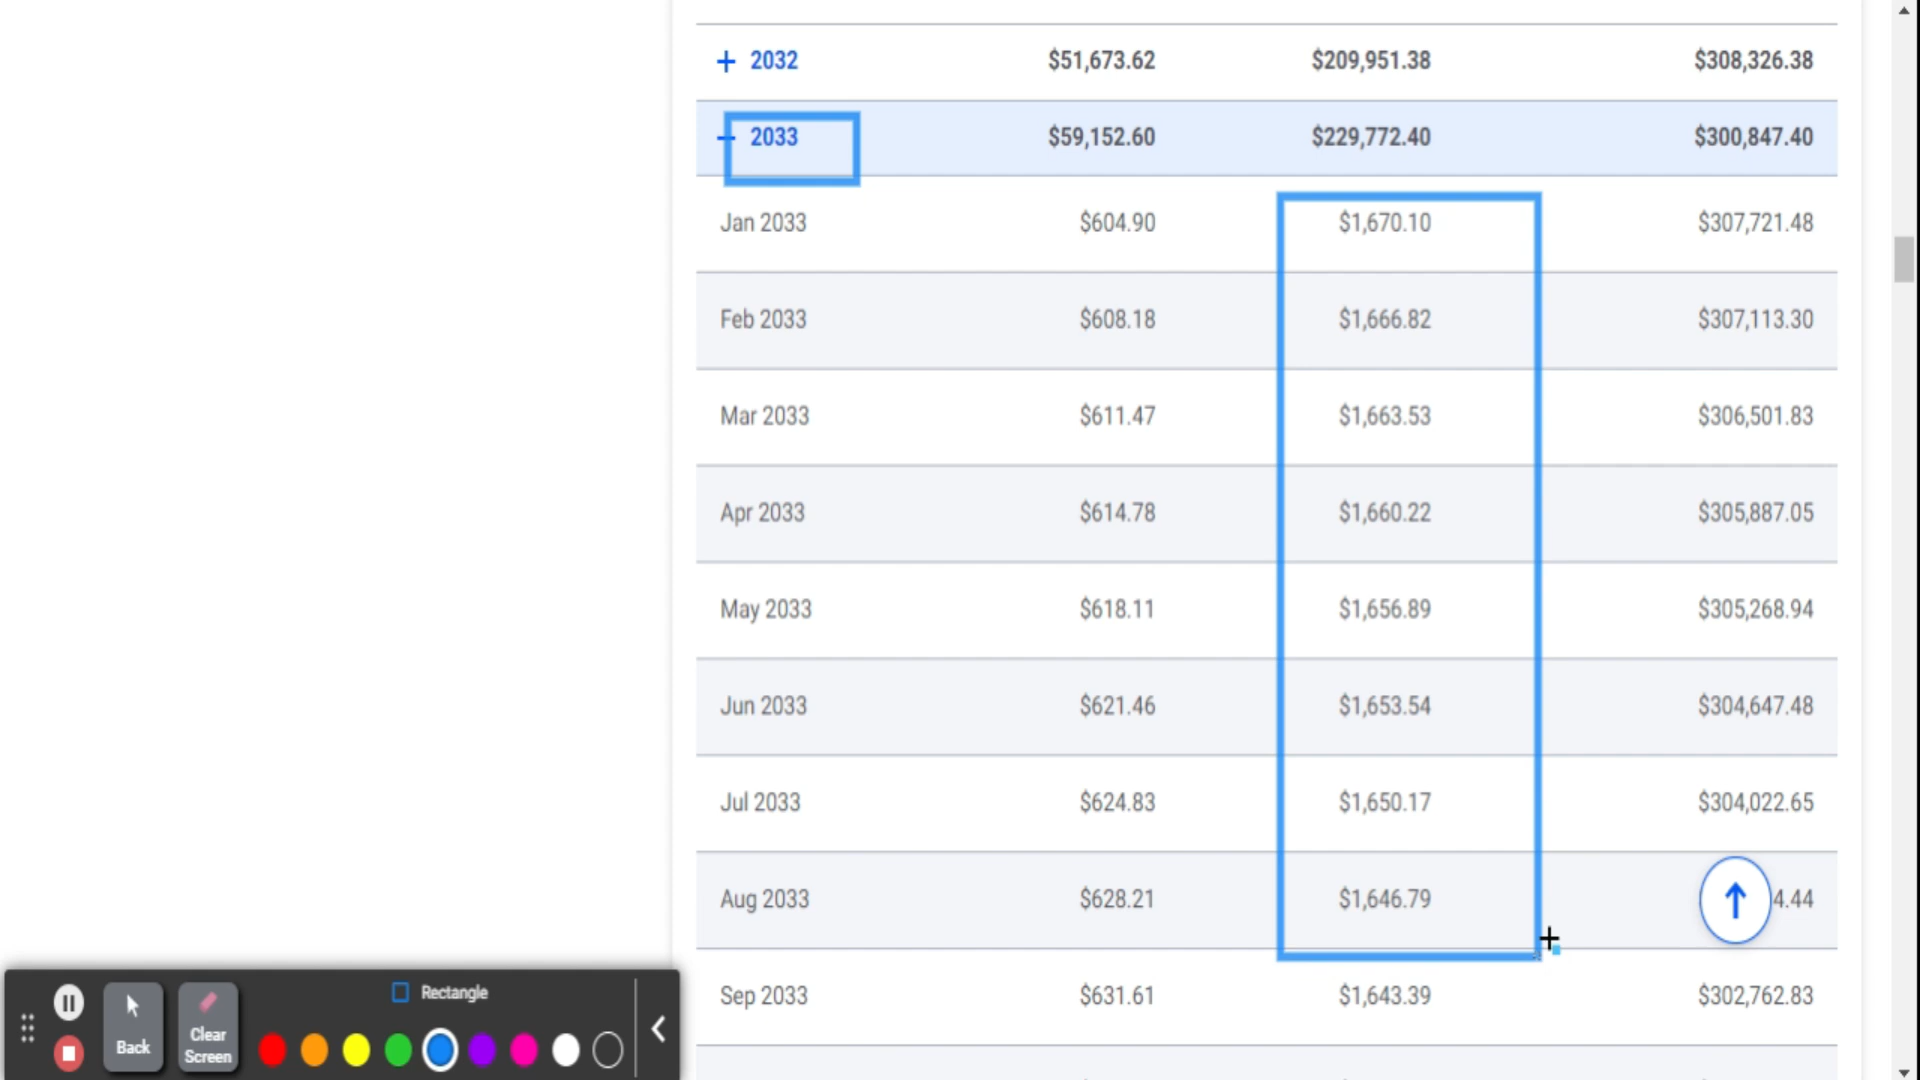 + 2032 $51,673.62 $209,951.38 $308,326.38
− 2033 $59,152.60 $229,772.40 $300,847.40
Jan 2033 $604.90 $1,670.10 $307,721.48
Feb 2033 $608.18 $1,666.82 $307,113.30
Mar 2033 $611.47 $1,663.53 $306,501.83
Apr 2033 $614.78 $1,660.22 $305,887.05
May 2033 $618.11 $1,656.89 $305,268.94
Jun 2033 $621.46 $1,653.54 $304,647.48
Jul 2033 $624.83 $1,650.17 $304,022.65
Aug 2033 $628.21 $1,646.79 4.44
Sep 2033 $631.61 $1,643.39 $302,762.83
Rectangle
Back
Clear
Screen